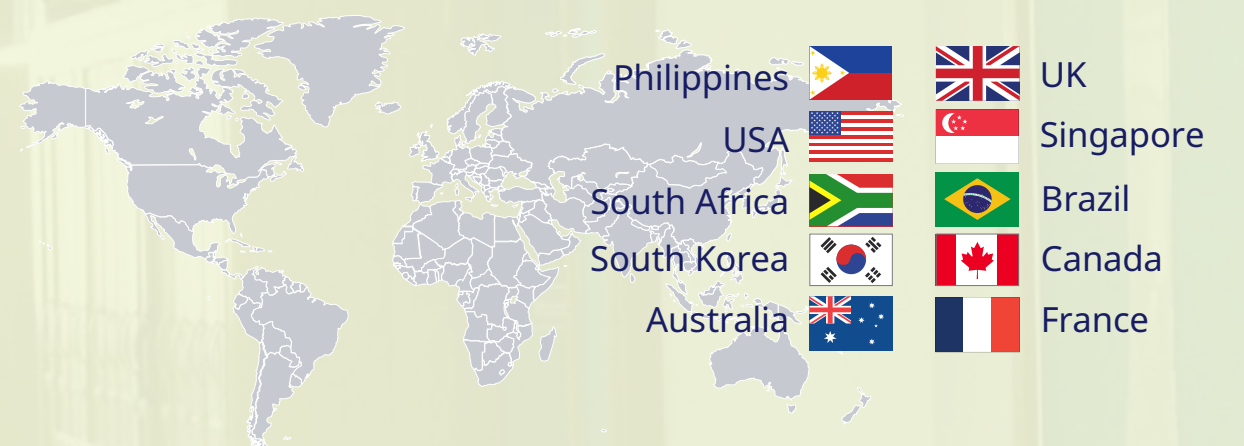 Philippines
UK
USA
Singapore
South Africa
Brazil
South Korea
Canada
Australia
France